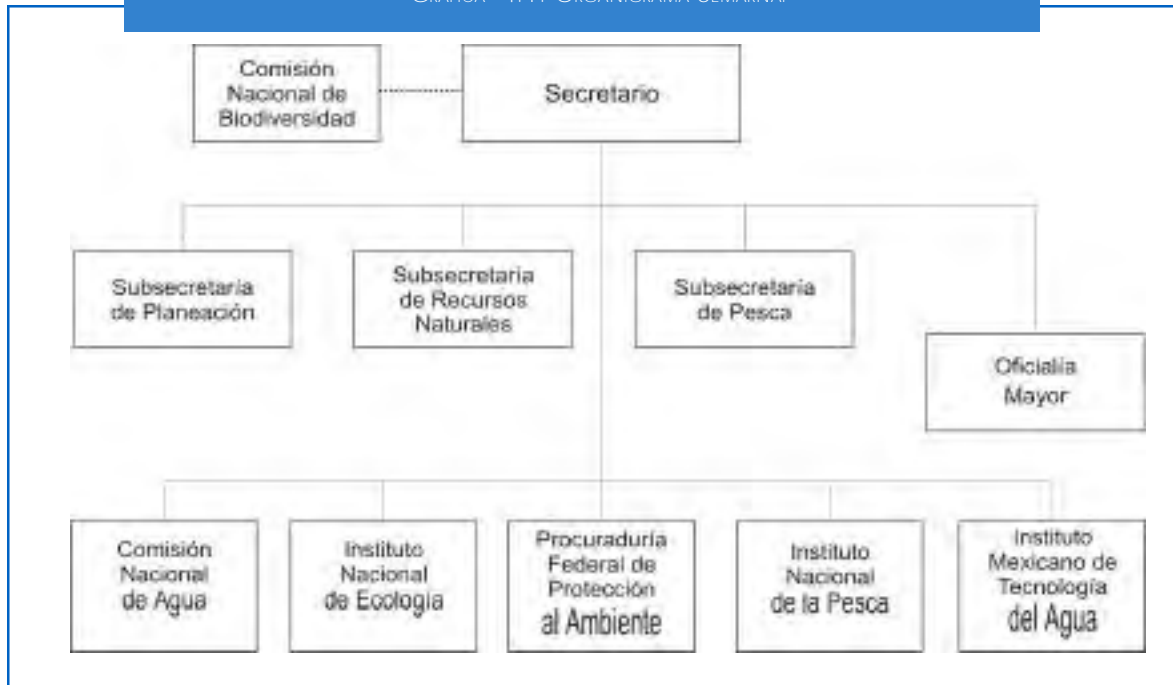 ORGANIGRAMA SEMARNAP
Comisión
Nacional de
Biodiversidad
Secretario
Subsecretaría
de Planeación
Subsecretaría
de Recursos
Naturales
Subsecretaría
de Pesca
Oficialía
Mayor
Comisión
Nacional
de Agua
Instituto
Nacional
de Ecología
Procuraduría
Federal de
Protección
al Ambiente
Instituto
Nacional
de la Pesca
Instituto
Mexicano de
Tecnología
del Agua